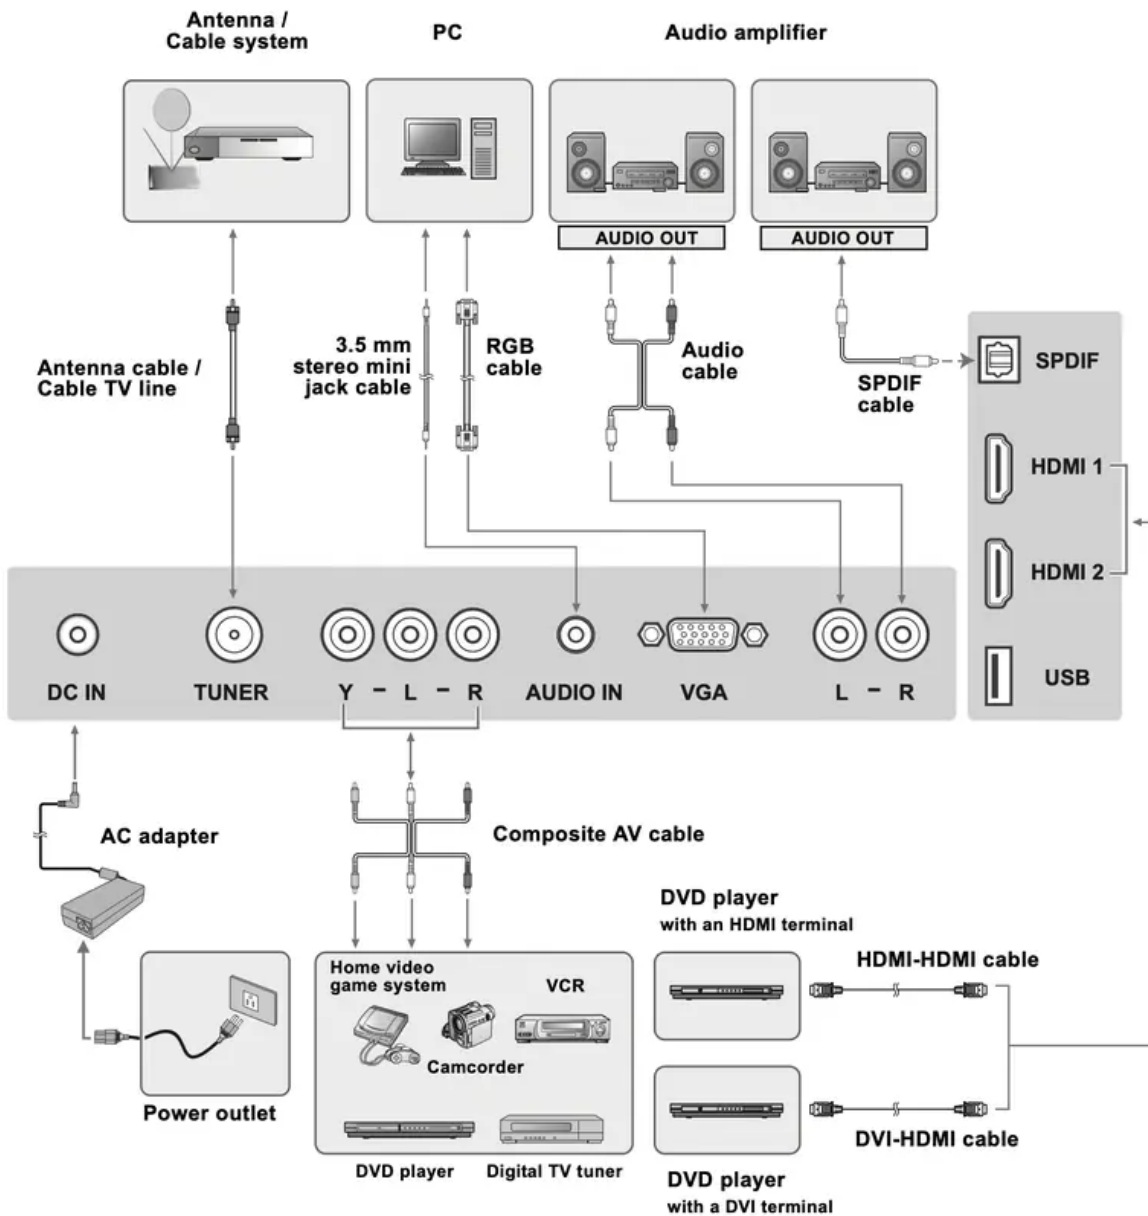 Antenna /
Cable system
PC
Audio amplifier
AUDIO OUT
AUDIO OUT
Antenna cable /
Cable TV line
3.5 mm
stereo mini
jack cable
RGB
cable
Audio
cable
SPDIF
cable
SPDIF
HDMI 1
HDMI 2
USB
DC IN
TUNER
Y - L - R
AUDIO IN
VGA
L - R
AC adapter
Composite AV cable
Power outlet
Home video
game system
VCR
Camcorder
DVD player
Digital TV tuner
DVD player
with an HDMI terminal
HDMI-HDMI cable
DVI-HDMI cable
DVD player
with a DVI terminal